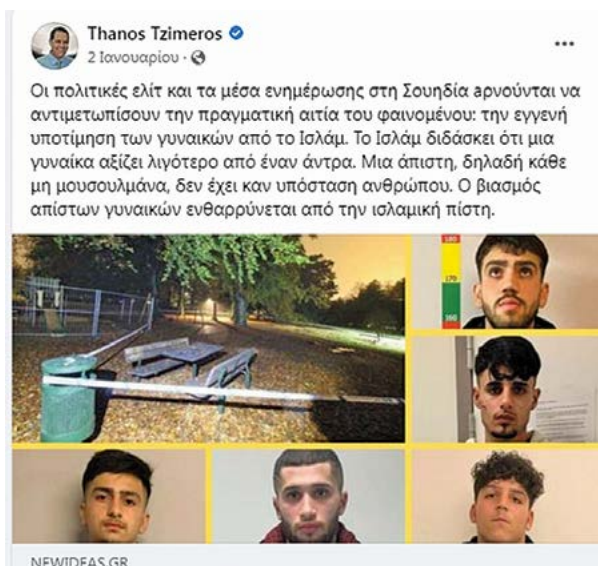 Thanos Tzimeros
2 Ιανουαρίου ·
Οι πολιτικές ελίτ και τα μέσα ενημέρωσης στη Σουηδία αρνούνται να
αντιμετωπίσουν την πραγματική αιτία του φαινομένου: την εγγενή
υποτίμηση των γυναικών από το Ισλάμ. Το Ισλάμ διδάσκει ότι μια
γυναίκα αξίζει λιγότερο από έναν άντρα. Μια άπιστη, δηλαδή κάθε
μη μουσουλμάνα, δεν έχει καν υπόσταση ανθρώπου. Ο βιασμός
απίστων γυναικών ενθαρρύνεται από την ισλαμική πίστη.
180
170
160
NEWIDEAS.GR